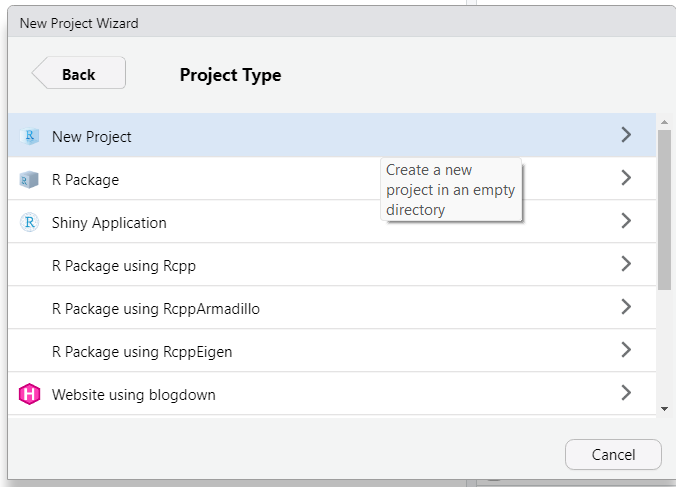 New Project Wizard
Back
Project Type
R New Project
Create a new
project in an empty
directory
R R Package
R Shiny Application
R Package using Rcpp
R Package using RcppArmadillo
R Package using RcppEigen
H Website using blogdown
Cancel